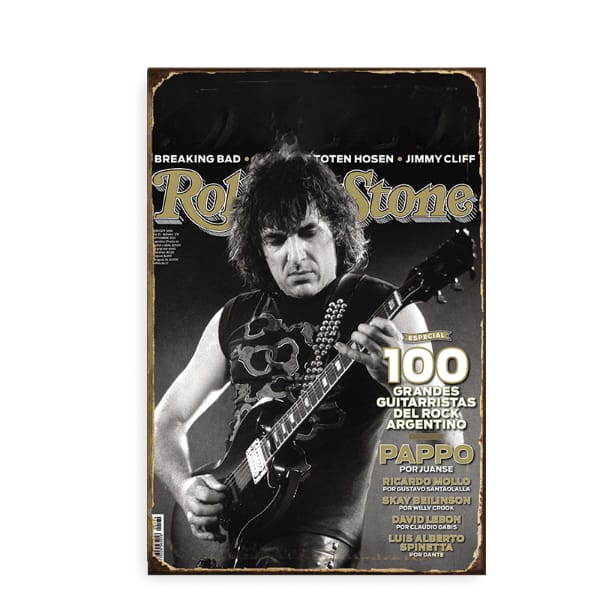 BREAKING BAD • TOTEN HOSEN • JIMMY CLIFF
Rolling Stone
ESPECIAL
100
GRANDES
GUITARRISTAS
DEL ROCK
ARGENTINO
PAPPO
POR JUANSE
RICARDO MOLLO
POR GUSTAVO SANTAOLALLA
SKAY BEILINSON
POR WILLY CROOK
DAVID LEBON
POR CLAUDIO GABIS
LUIS ALBERTO
SPINETTA
POR DANTE